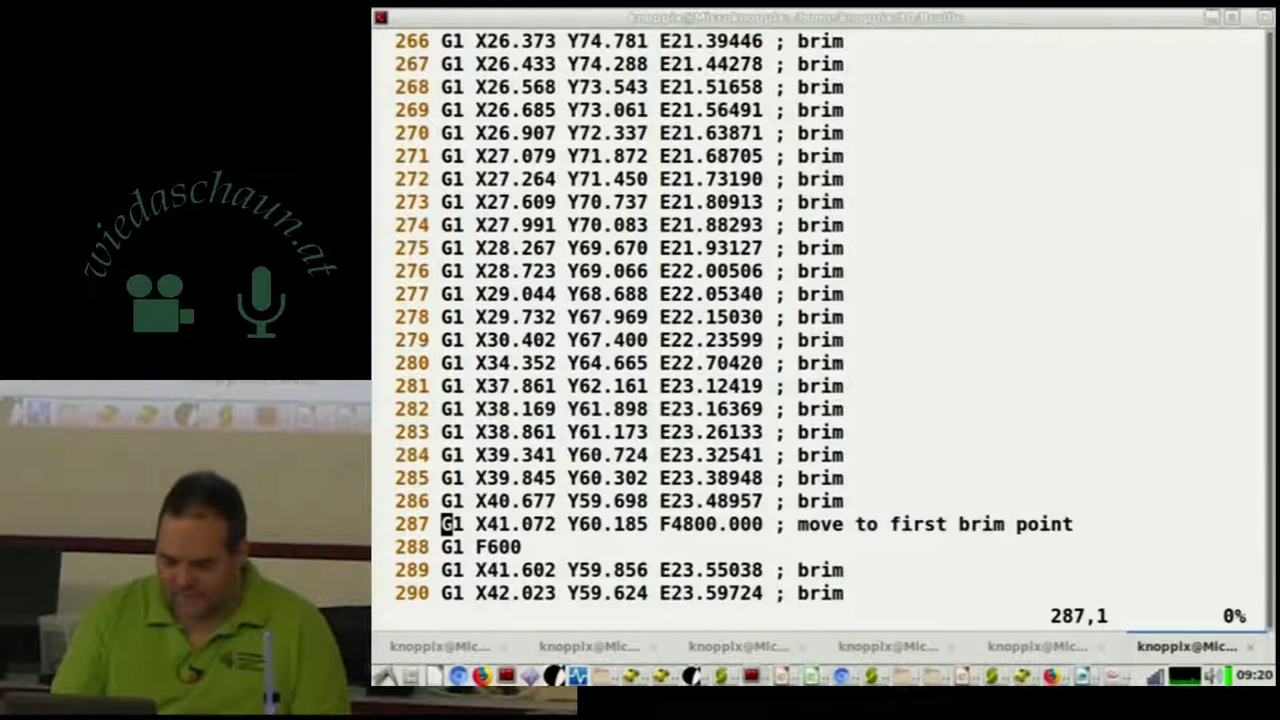 wiedaschaun.at
knoppix@Microknoppix: /home/knoppix
266 G1 X26.373 Y74.781 E21.39446 ; brim
267 G1 X26.433 Y74.288 E21.44278 ; brim
268 G1 X26.568 Y73.543 E21.51658 ; brim
269 G1 X26.685 Y73.061 E21.56491 ; brim
270 G1 X26.907 Y72.337 E21.63871 ; brim
271 G1 X27.079 Y71.872 E21.68705 ; brim
272 G1 X27.264 Y71.450 E21.73190 ; brim
273 G1 X27.609 Y70.737 E21.80913 ; brim
274 G1 X27.991 Y70.083 E21.88293 ; brim
275 G1 X28.267 Y69.670 E21.93127 ; brim
276 G1 X28.723 Y69.066 E22.00506 ; brim
277 G1 X29.044 Y68.688 E22.05340 ; brim
278 G1 X29.732 Y67.969 E22.15030 ; brim
279 G1 X30.402 Y67.400 E22.23599 ; brim
280 G1 X34.352 Y64.665 E22.70420 ; brim
281 G1 X37.861 Y62.161 E23.12419 ; brim
282 G1 X38.169 Y61.898 E23.16369 ; brim
283 G1 X38.861 Y61.173 E23.26133 ; brim
284 G1 X39.341 Y60.724 E23.32541 ; brim
285 G1 X39.845 Y60.302 E23.38948 ; brim
286 G1 X40.677 Y59.698 E23.48957 ; brim
287 G1 X41.072 Y60.185 F4800.000 ; move to first brim point
288 G1 F600
289 G1 X41.602 Y59.856 E23.55038 ; brim
290 G1 X42.023 Y59.624 E23.59724 ; brim
287,1 0%
knoppix@Mic... knoppix@Mic... knoppix@Mic... knoppix@Mic... knoppix@Mic... knoppix@Mic...
09:20